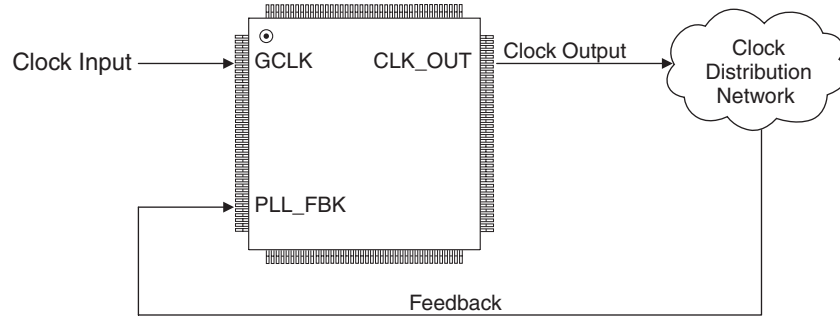 Clock Input
GCLK
CLK_OUT
Clock Output
Clock
Distribution
Network
PLL_FBK
Feedback